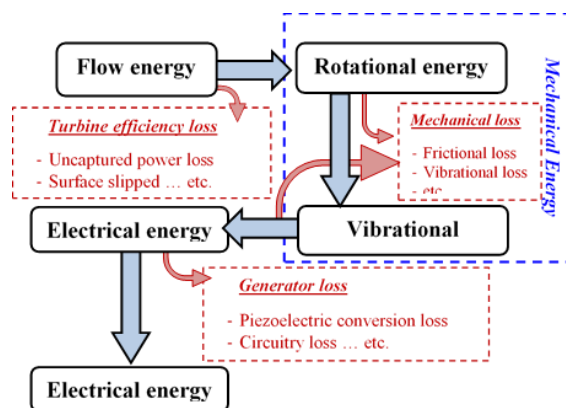 Flow energy
Rotational energy
Mechanical Energy
Turbine efficiency loss
- Uncaptured power loss
- Surface slipped ... etc.
Mechanical loss
- Frictional loss
- Vibrational loss
- etc
Electrical energy
Vibrational
Generator loss
- Piezoelectric conversion loss
- Circuitry loss ... etc.
Electrical energy